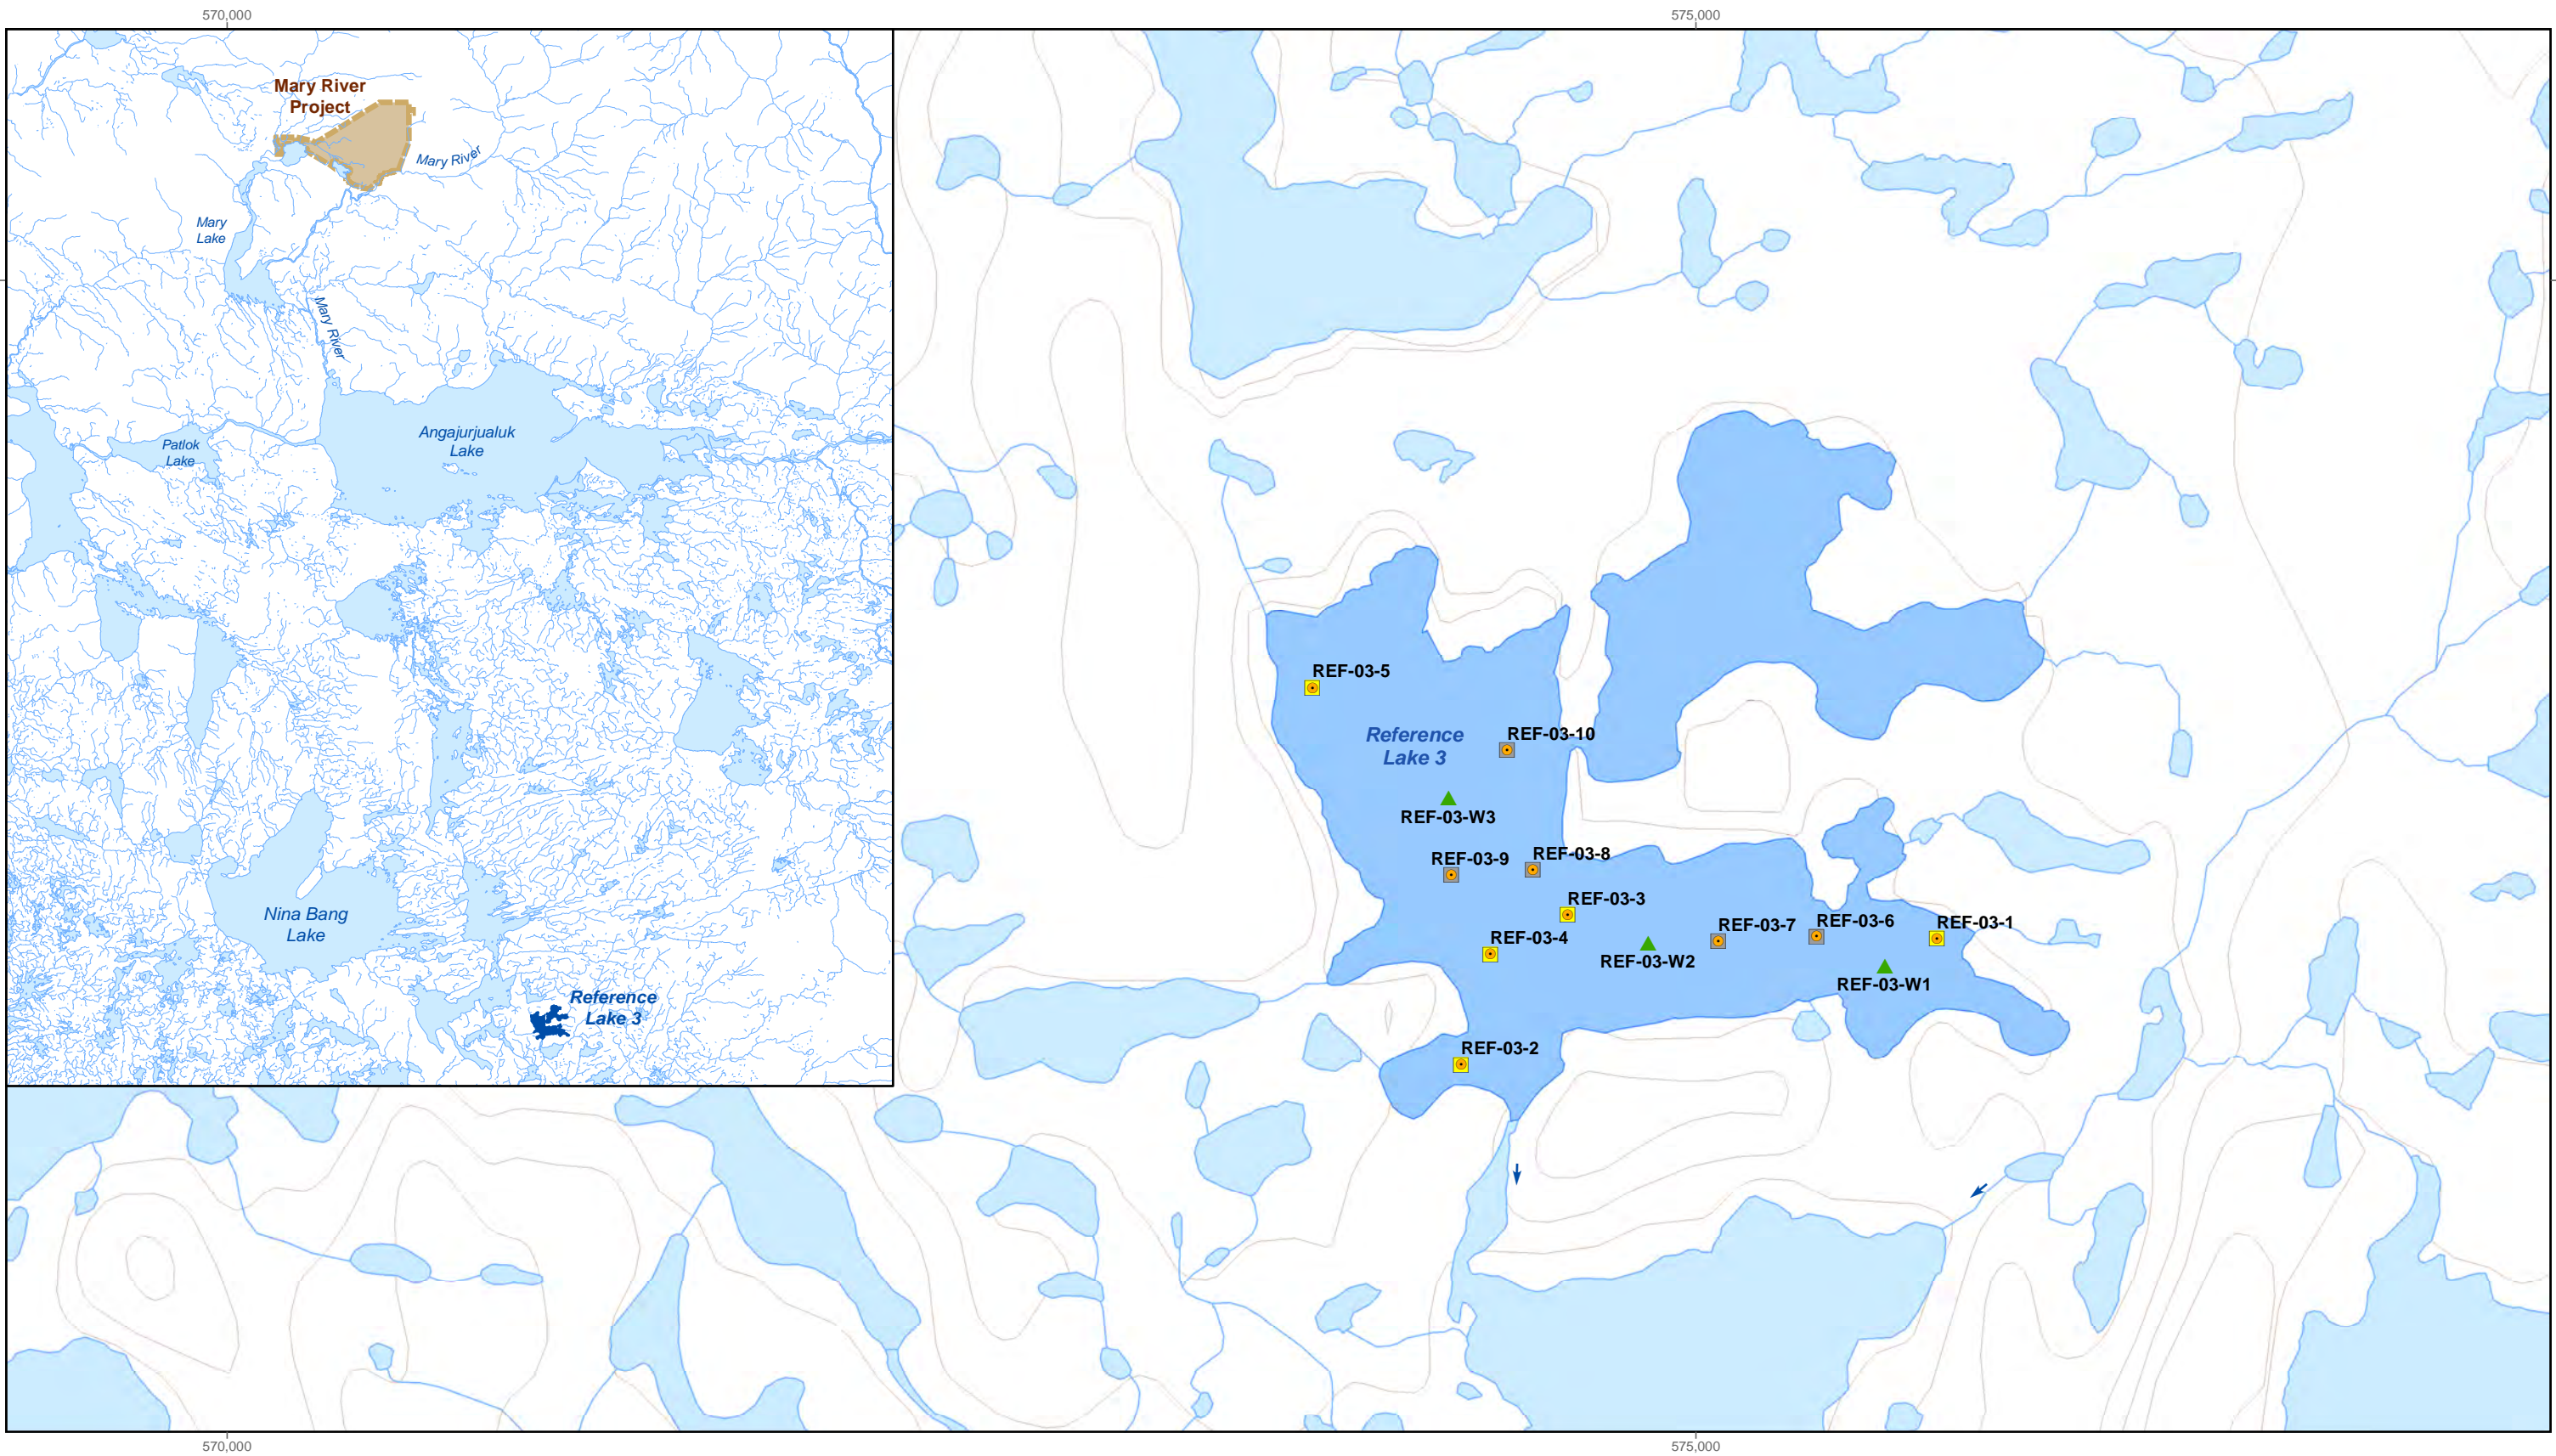 570,000
575,000
Mary River
Project
Mary River
Mary
Lake
Mary River
Patlok
Lake
Angajurjualuk
Lake
Nina Bang
Lake
Reference
Lake 3
REF-03-5
Reference
Lake 3
REF-03-10
REF-03-W3
REF-03-9
REF-03-8
REF-03-3
REF-03-4
REF-03-W2
REF-03-7
REF-03-6
REF-03-1
REF-03-W1
REF-03-2
570,000
575,000